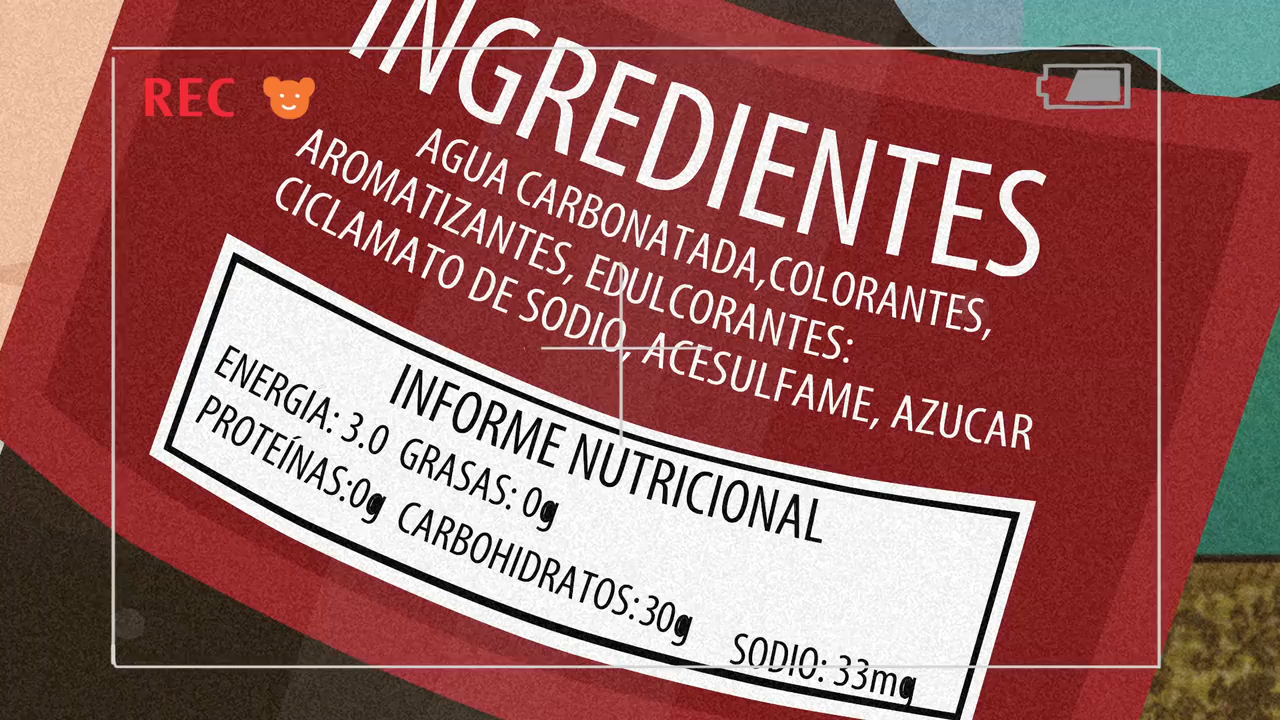 REC
INGREDIENTES
AGUA CARBONATADA,COLORANTES,
AROMATIZANTES, EDULCORANTES:
CICLAMATO DE SODIO, ACESULFAME, AZUCAR
INFORME NUTRICIONAL
ENERGIA: 3.0 GRASAS: 0g
PROTEÍNAS:0g CARBOHIDRATOS:30g
SODIO: 33mg